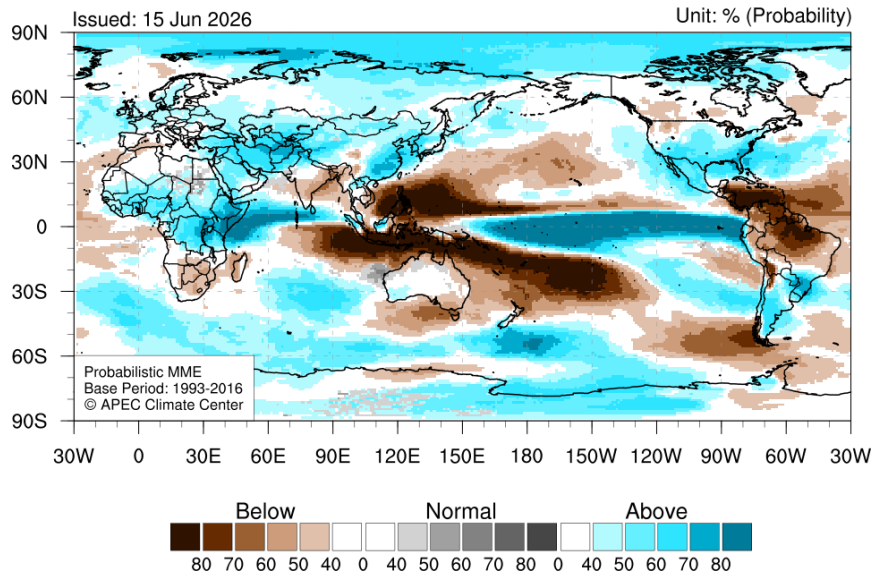 Issued: 15 Jun 2026
Unit: % (Probability)
90N
60N
30N
0
30S
60S
90S
Probabilistic MME
Base Period: 1993-2016
© APEC Climate Center
30W 0 30E 60E 90E 120E 150E 180 150W 120W 90W 60W 30W
Below Normal Above
80 70 60 50 40 0 40 50 60 70 80 0 40 50 60 70 80